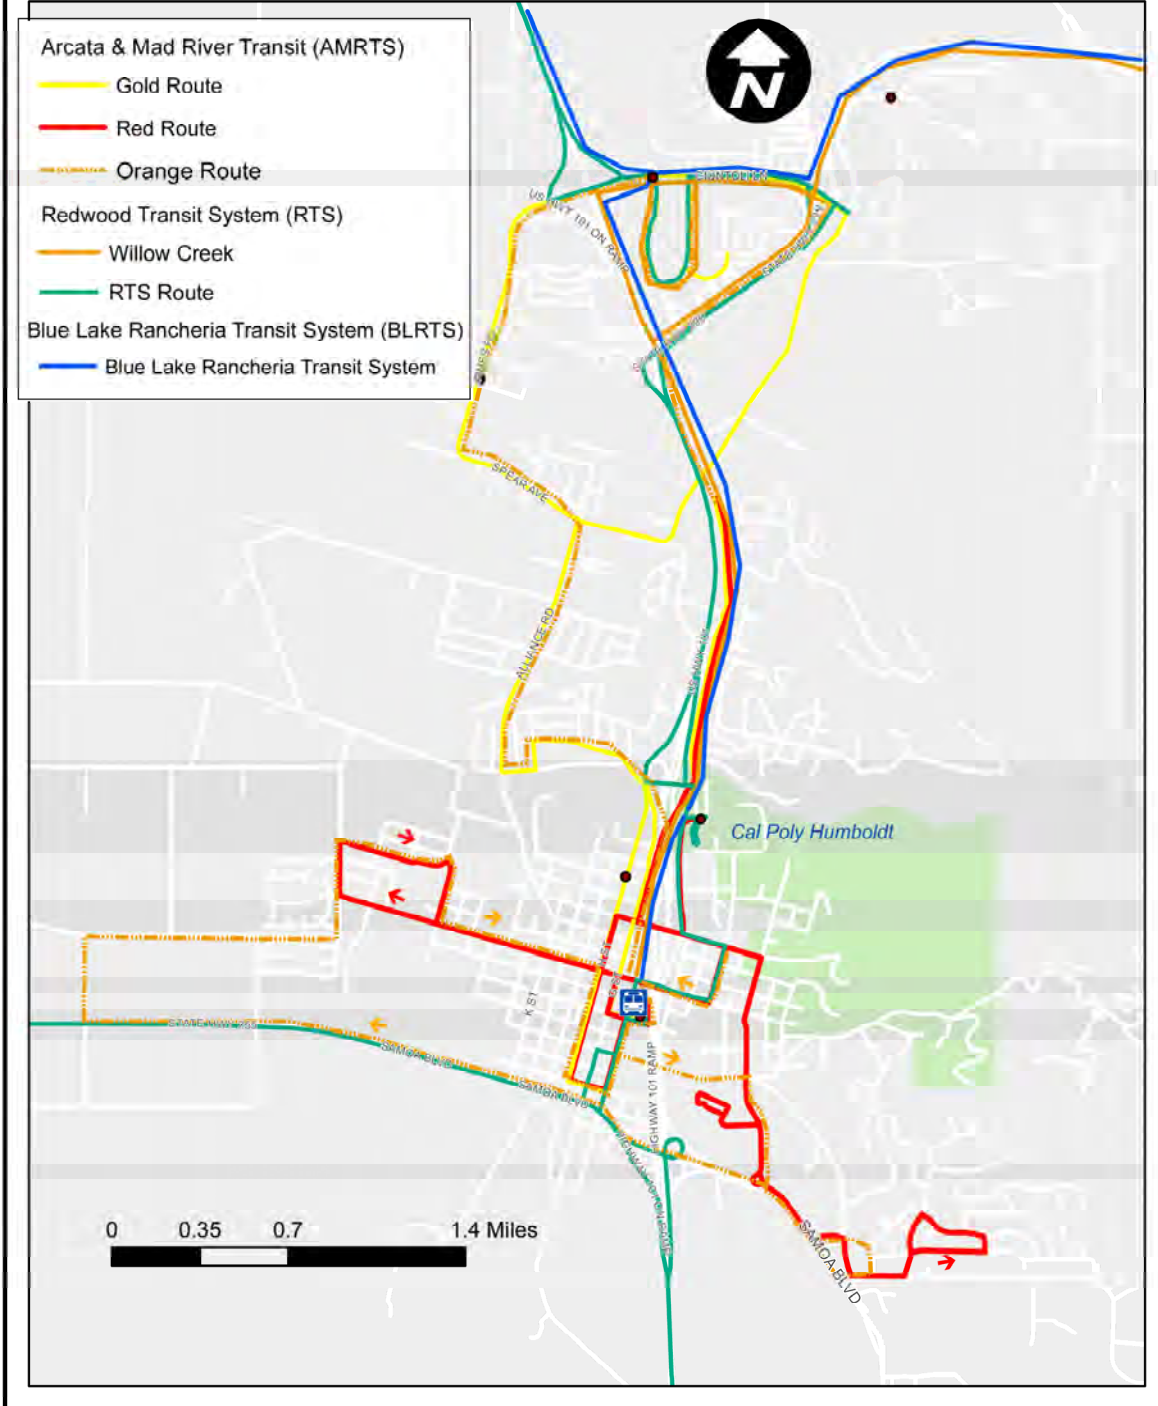 Arcata & Mad River Transit (AMRTS)
Gold Route
Red Route
Orange Route
Redwood Transit System (RTS)
Willow Creek
RTS Route
Blue Lake Rancheria Transit System (BLRTS)
Blue Lake Rancheria Transit System
N
US HWY 101 ON RAMP
SPEAR AVE
ALLIANCE RD
Cal Poly Humboldt
K ST
SAMOA BLVD
SAMOA BLVD
HIGHWAY 101 RAMP
SAMOA BLVD
0 0.35 0.7 1.4 Miles